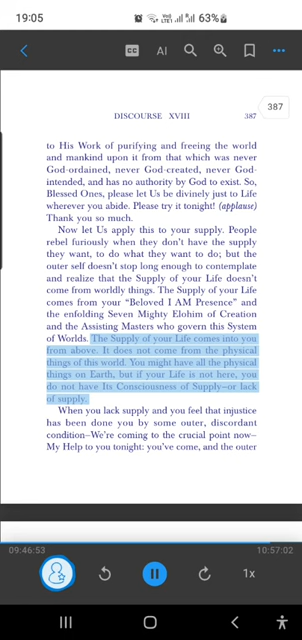 19:05
63%
CC
AI
387
DISCOURSE XVIII 387
to His Work of purifying and freeing the world
and mankind upon it from that which was never
God-ordained, never God-created, never God-
intended, and has no authority by God to exist. So,
Blessed Ones, please let Us be divinely just to Life
wherever you abide. Please try it tonight! (applause)
Thank you so much.
Now let Us apply this to your supply. People
rebel furiously when they don't have the supply
they want, to do what they want to do; but the
outer self doesn't stop long enough to contemplate
and realize that the Supply of your Life doesn't
come from worldly things. The Supply of your Life
comes from your “Beloved I AM Presence” and
the enfolding Seven Mighty Elohim of Creation
and the Assisting Masters who govern this System
of Worlds. The Supply of your Life comes into you
from above. It does not come from the physical
things of this world. You might have all the physical
things on Earth, but if your Life is not here, you
do not have Its Consciousness of Supply—or lack
of supply.
When you lack supply and you feel that injustice
has been done you by some outer, discordant
condition—We're coming to the crucial point now—
My Help to you tonight: you've come, and the outer
09:46:53 10:57:02
1x